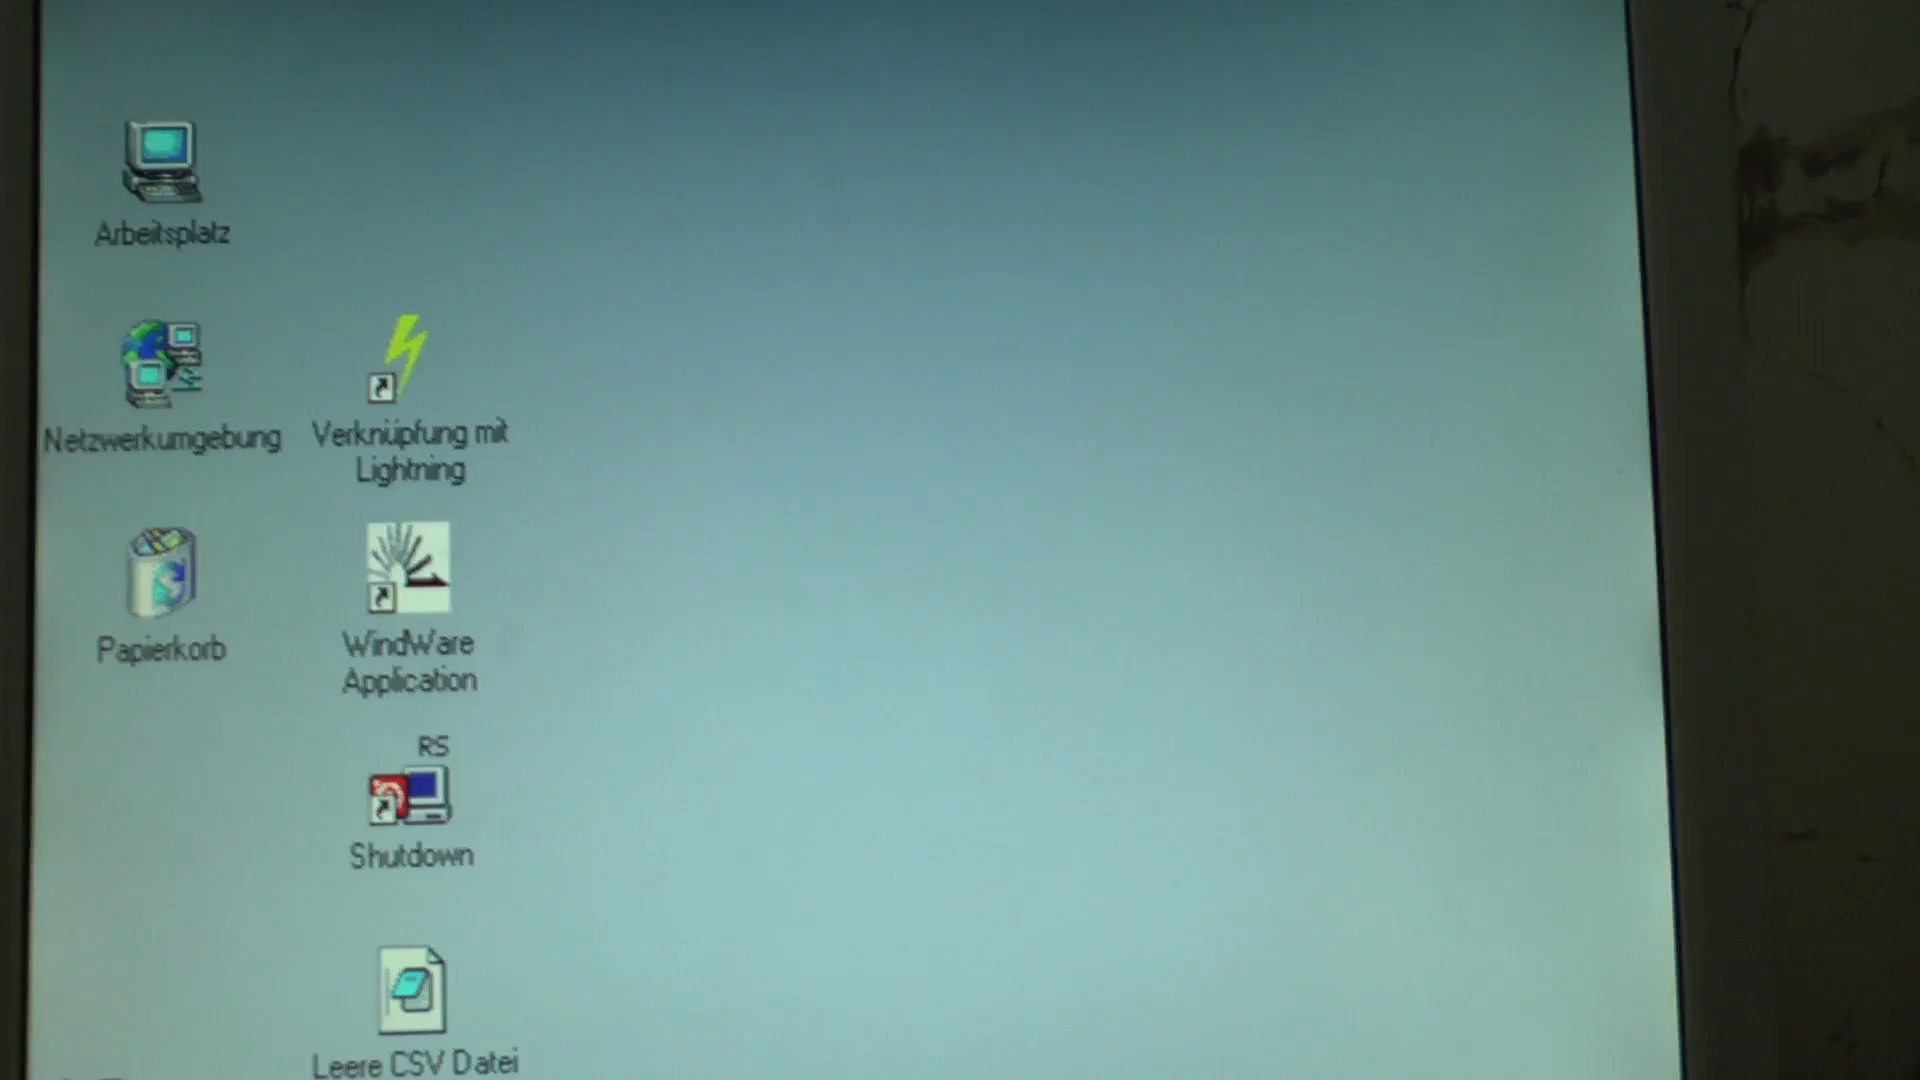 Arbeitsplatz
Netzwerkumgebung
Verknüpfung mit
Lightning
Papierkorb
WindWare
Application
RS
Shutdown
Leere CSV Datei